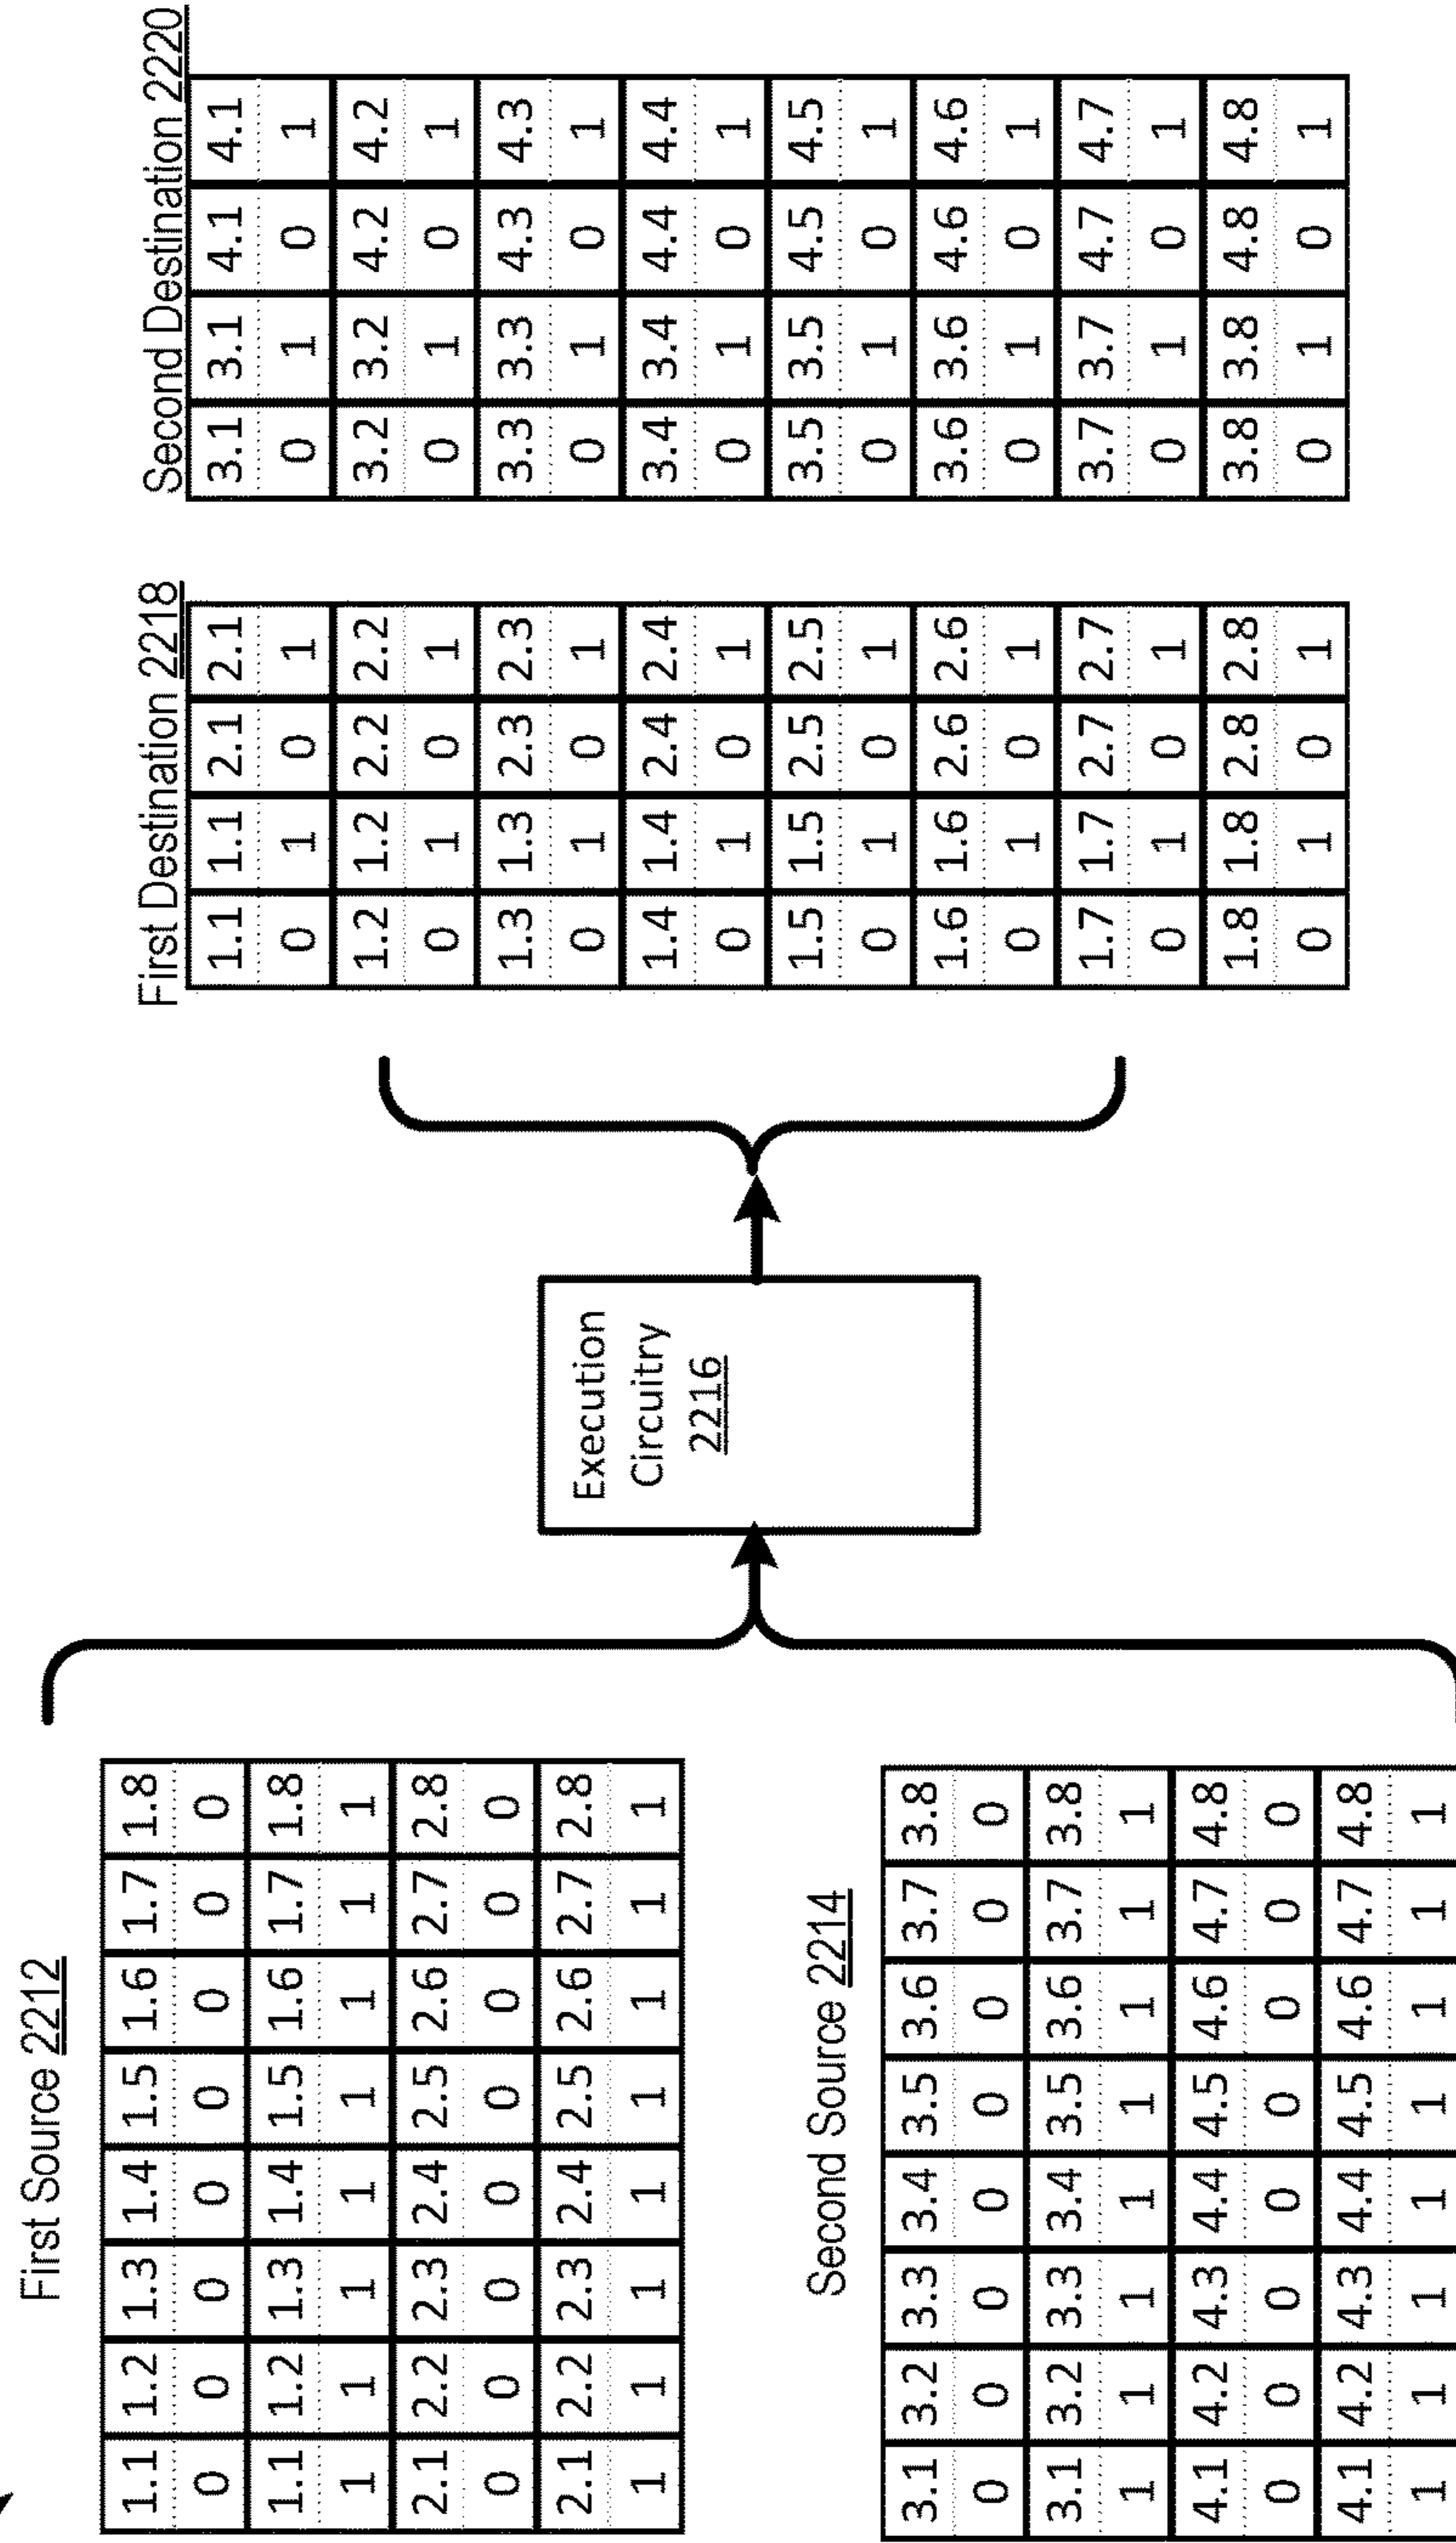 First Source 2212
1.1 1.2 1.3 1.4 1.5 1.6 1.7 1.8
0 0 0 0 0 0 0 0
1.1 1.2 1.3 1.4 1.5 1.6 1.7 1.8
1 1 1 1 1 1 1 1
2.1 2.2 2.3 2.4 2.5 2.6 2.7 2.8
0 0 0 0 0 0 0 0
2.1 2.2 2.3 2.4 2.5 2.6 2.7 2.8
1 1 1 1 1 1 1 1
Second Source 2214
3.1 3.2 3.3 3.4 3.5 3.6 3.7 3.8
0 0 0 0 0 0 0 0
3.1 3.2 3.3 3.4 3.5 3.6 3.7 3.8
1 1 1 1 1 1 1 1
4.1 4.2 4.3 4.4 4.5 4.6 4.7 4.8
0 0 0 0 0 0 0 0
4.1 4.2 4.3 4.4 4.5 4.6 4.7 4.8
1 1 1 1 1 1 1 1
Execution
Circuitry
2216
First Destination 2218
1.1 1.1 2.1 2.1
0 1 0 1
1.2 1.2 2.2 2.2
0 1 0 1
1.3 1.3 2.3 2.3
0 1 0 1
1.4 1.4 2.4 2.4
0 1 0 1
1.5 1.5 2.5 2.5
0 1 0 1
1.6 1.6 2.6 2.6
0 1 0 1
1.7 1.7 2.7 2.7
0 1 0 1
1.8 1.8 2.8 2.8
0 1 0 1
Second Destination 2220
3.1 3.1 4.1 4.1
0 1 0 1
3.2 3.2 4.2 4.2
0 1 0 1
3.3 3.3 4.3 4.3
0 1 0 1
3.4 3.4 4.4 4.4
0 1 0 1
3.5 3.5 4.5 4.5
0 1 0 1
3.6 3.6 4.6 4.6
0 1 0 1
3.7 3.7 4.7 4.7
0 1 0 1
3.8 3.8 4.8 4.8
0 1 0 1